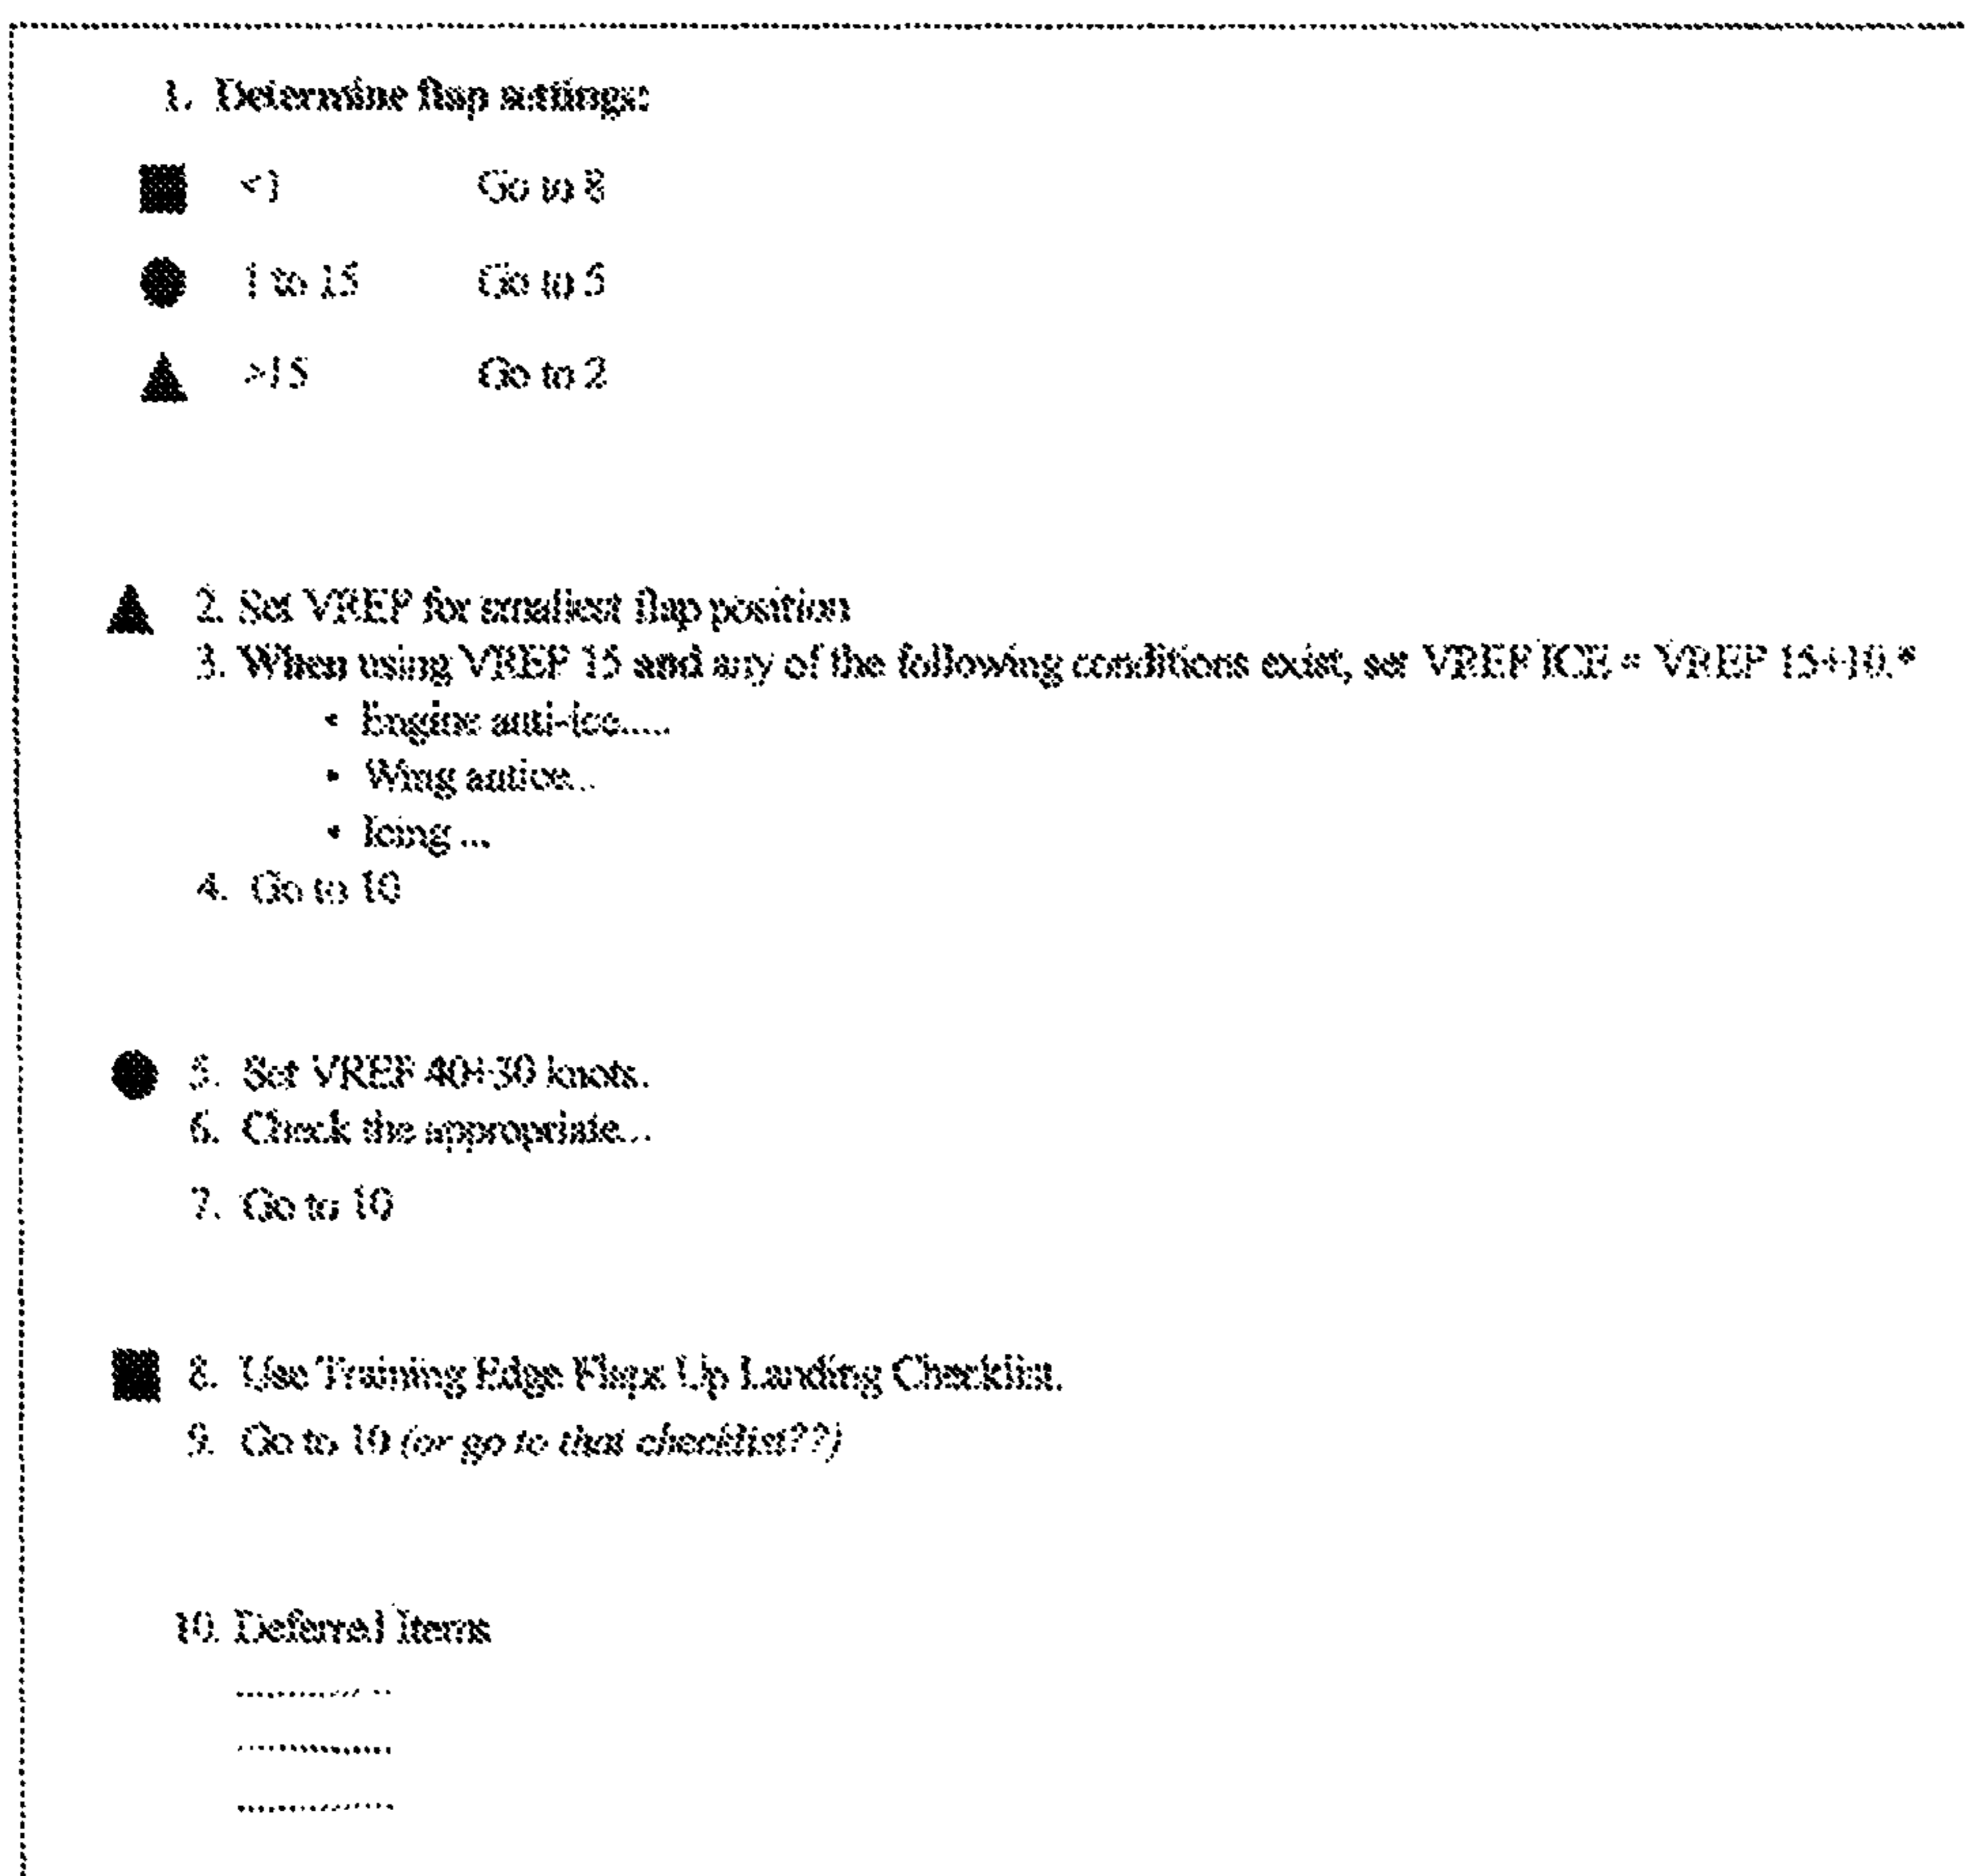 1. Determine flap settings:
<1 Go to 8
1 to 15 Go to 5
>15 Go to 2
2. Set VREF for smallest flap position
3. When using VREF 15 and any of the following conditions exist, set VREF ICE = VREF 15+10.*
• Engine anti-ice.....
• Wing antice...
• Icing ...
4. Go to 10
5. Set VREF 40+30 knots.
6. Check the appropriate...
7. Go to 10
8. Use Training Edge Flaps Up Landing Checklist.
9. Go to 10 (or go to that checklist??)
10. Deferral Items